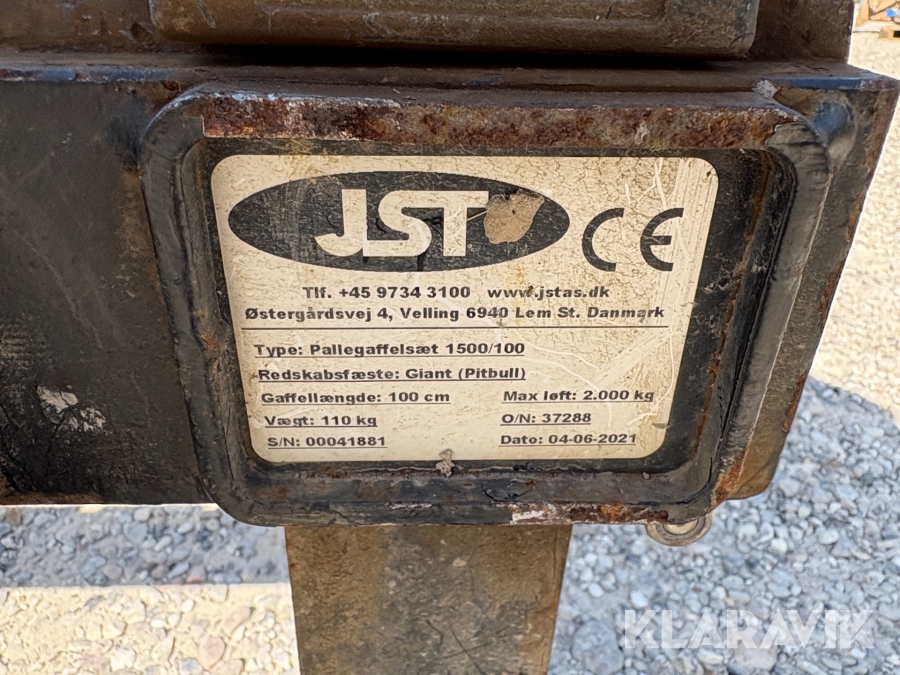 JST
CE
Tlf. +45 9734 3100 www.jstas.dk
Østergårdsvej 4, Velling 6940 Lem St. Danmark
Type: Pallegaffelsæt 1500/100
Redskabsfæste: Giant (Pitbull)
Gaffellængde: 100 cm Max løft: 2.000 kg
Vægt: 110 kg O/N: 37288
S/N: 00041881 Dato: 04-06-2021
KLARAVIK